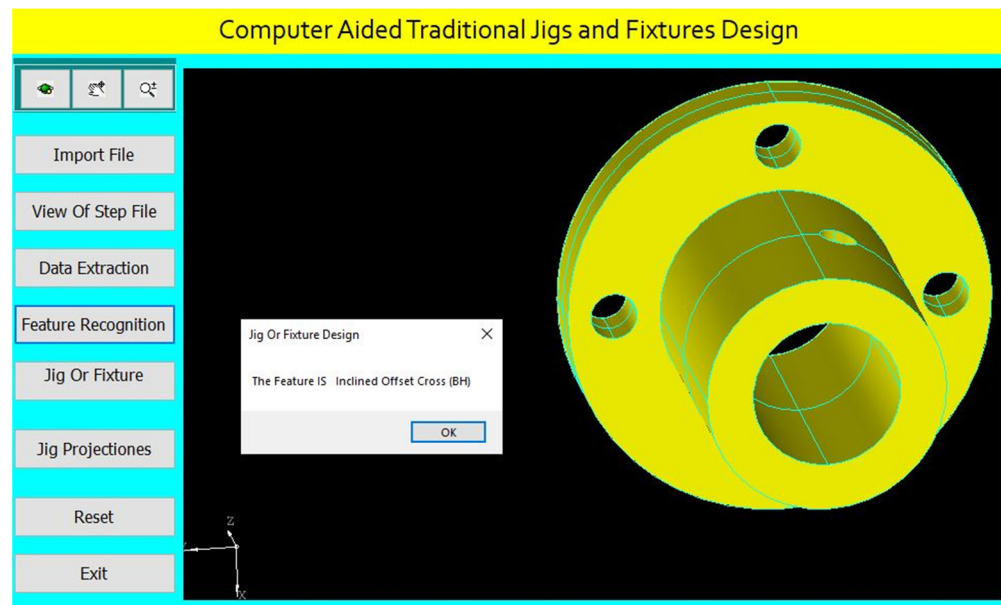 Computer Aided Traditional Jigs and Fixtures Design
Import File
View Of Step File
Data Extraction
Feature Recognition
Jig Or Fixture
Jig Projectiones
Reset
Exit
Jig Or Fixture Design
The Feature IS Inclined Offset Cross (BH)
OK
Z
X